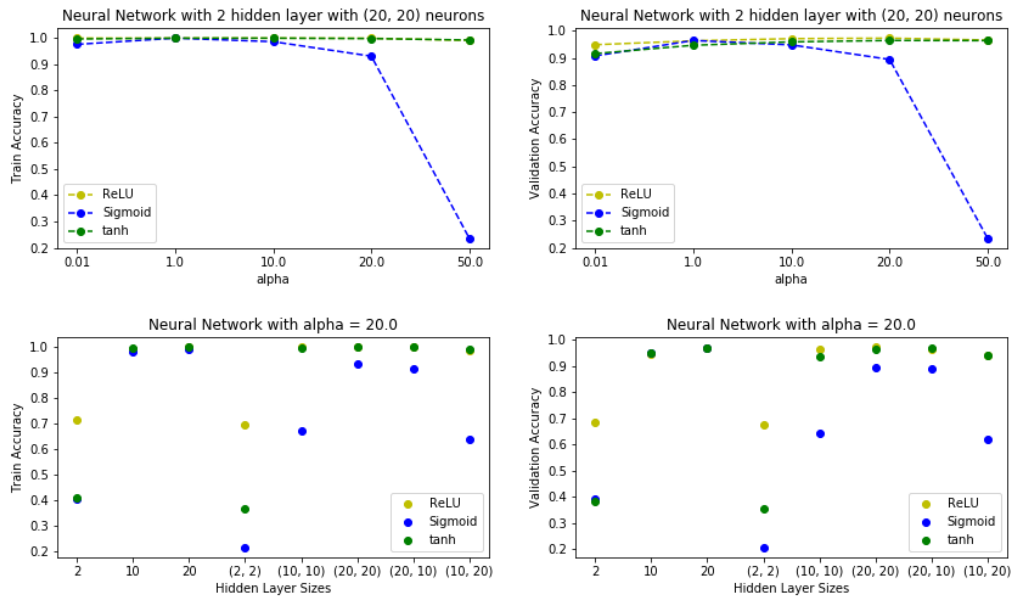 Neural Network with 2 hidden layer with (20, 20) neurons
1.0
0.9
0.8
0.7
0.6
0.5
0.4
0.3
0.2
Train Accuracy
ReLU
Sigmoid
tanh
0.01 1.0 10.0 20.0 50.0
alpha
Neural Network with 2 hidden layer with (20, 20) neurons
1.0
0.9
0.8
0.7
0.6
0.5
0.4
0.3
0.2
Validation Accuracy
ReLU
Sigmoid
tanh
0.01 1.0 10.0 20.0 50.0
alpha
Neural Network with alpha = 20.0
1.0
0.9
0.8
0.7
0.6
0.5
0.4
0.3
0.2
Train Accuracy
ReLU
Sigmoid
tanh
2 10 20 (2, 2) (10, 10) (20, 20) (20, 10) (10, 20)
Hidden Layer Sizes
Neural Network with alpha = 20.0
1.0
0.9
0.8
0.7
0.6
0.5
0.4
0.3
0.2
Validation Accuracy
ReLU
Sigmoid
tanh
2 10 20 (2, 2) (10, 10) (20, 20) (20, 10) (10, 20)
Hidden Layer Sizes